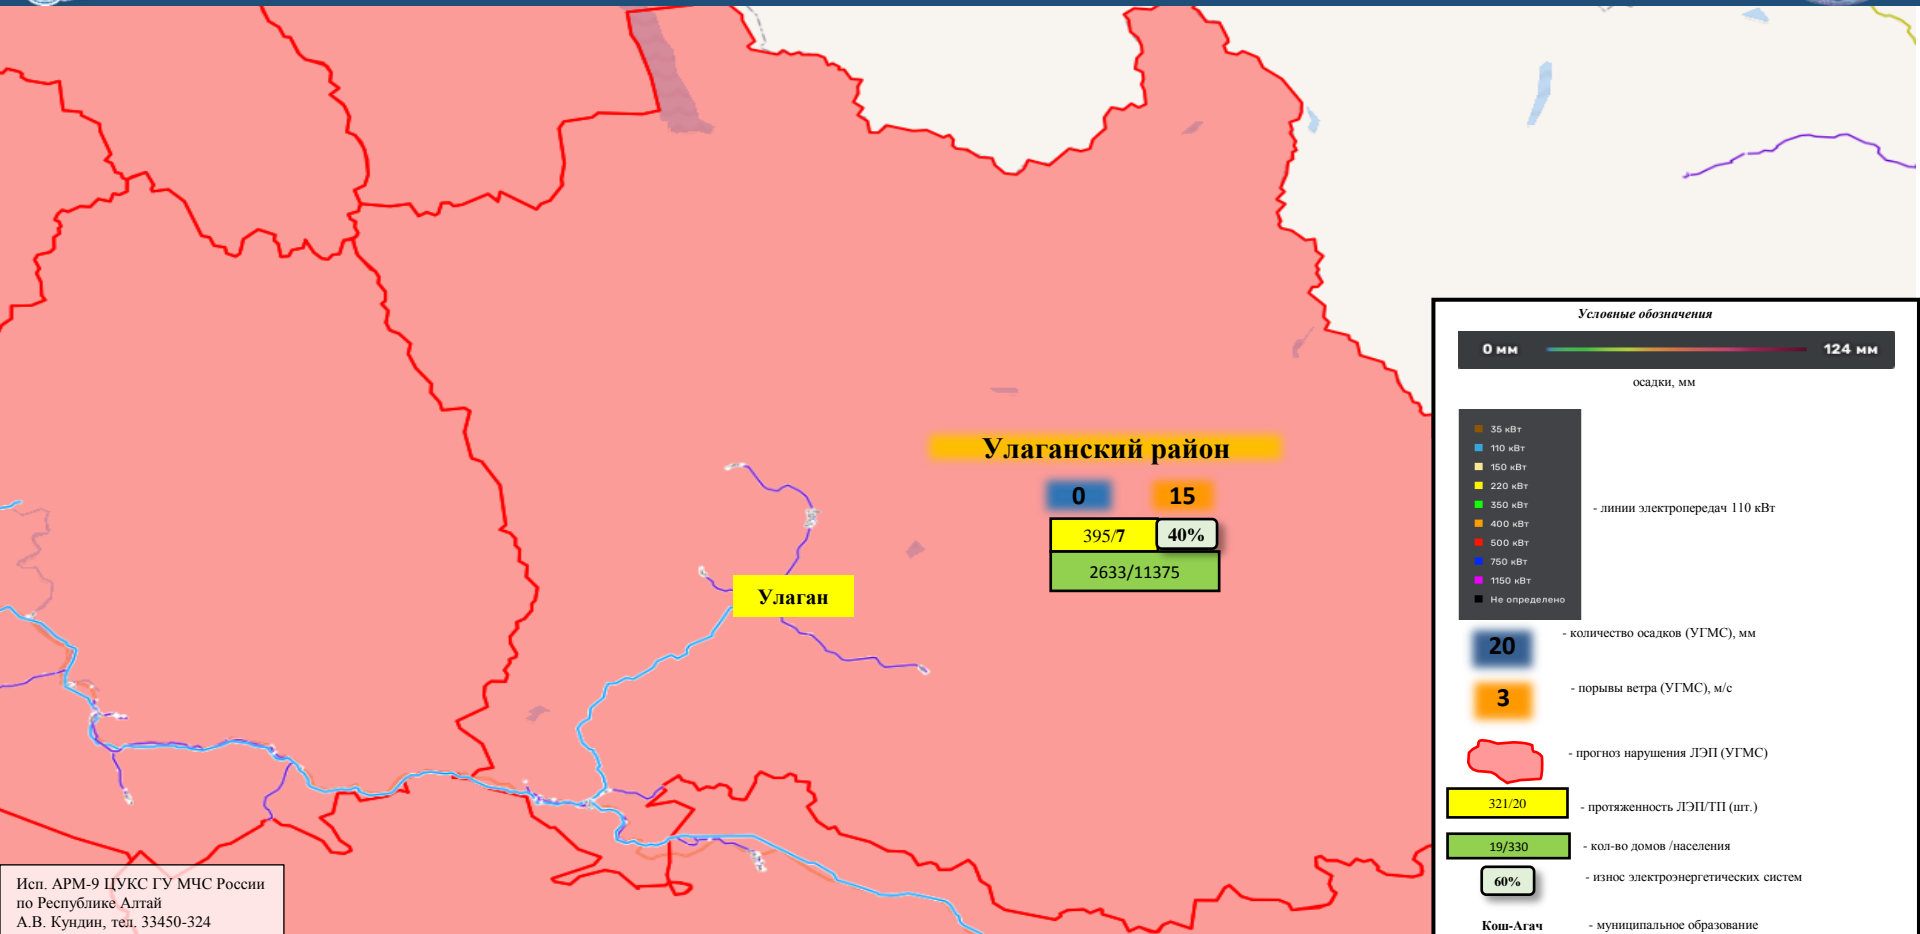 Улаганский район
0 15
395/7 40%
2633/11375
Улаган
Условные обозначения
0 мм 124 мм
осадки, мм
35 кВт
110 кВт
150 кВт
220 кВт
350 кВт
400 кВт
500 кВт
750 кВт
1150 кВт
Не определено
- линии электропередач 110 кВт
20 - количество осадков (УГМС), мм
3 - порывы ветра (УГМС), м/с
- прогноз нарушения ЛЭП (УГМС)
321/20 - протяженность ЛЭП/ТП (шт.)
19/330 - кол-во домов /населения
60% - износ электроэнергетических систем
Кош-Агач - муниципальное образование
Исп. АРМ-9 ЦУКС ГУ МЧС России
по Республике Алтай
А.В. Кундин, тел. 33450-324